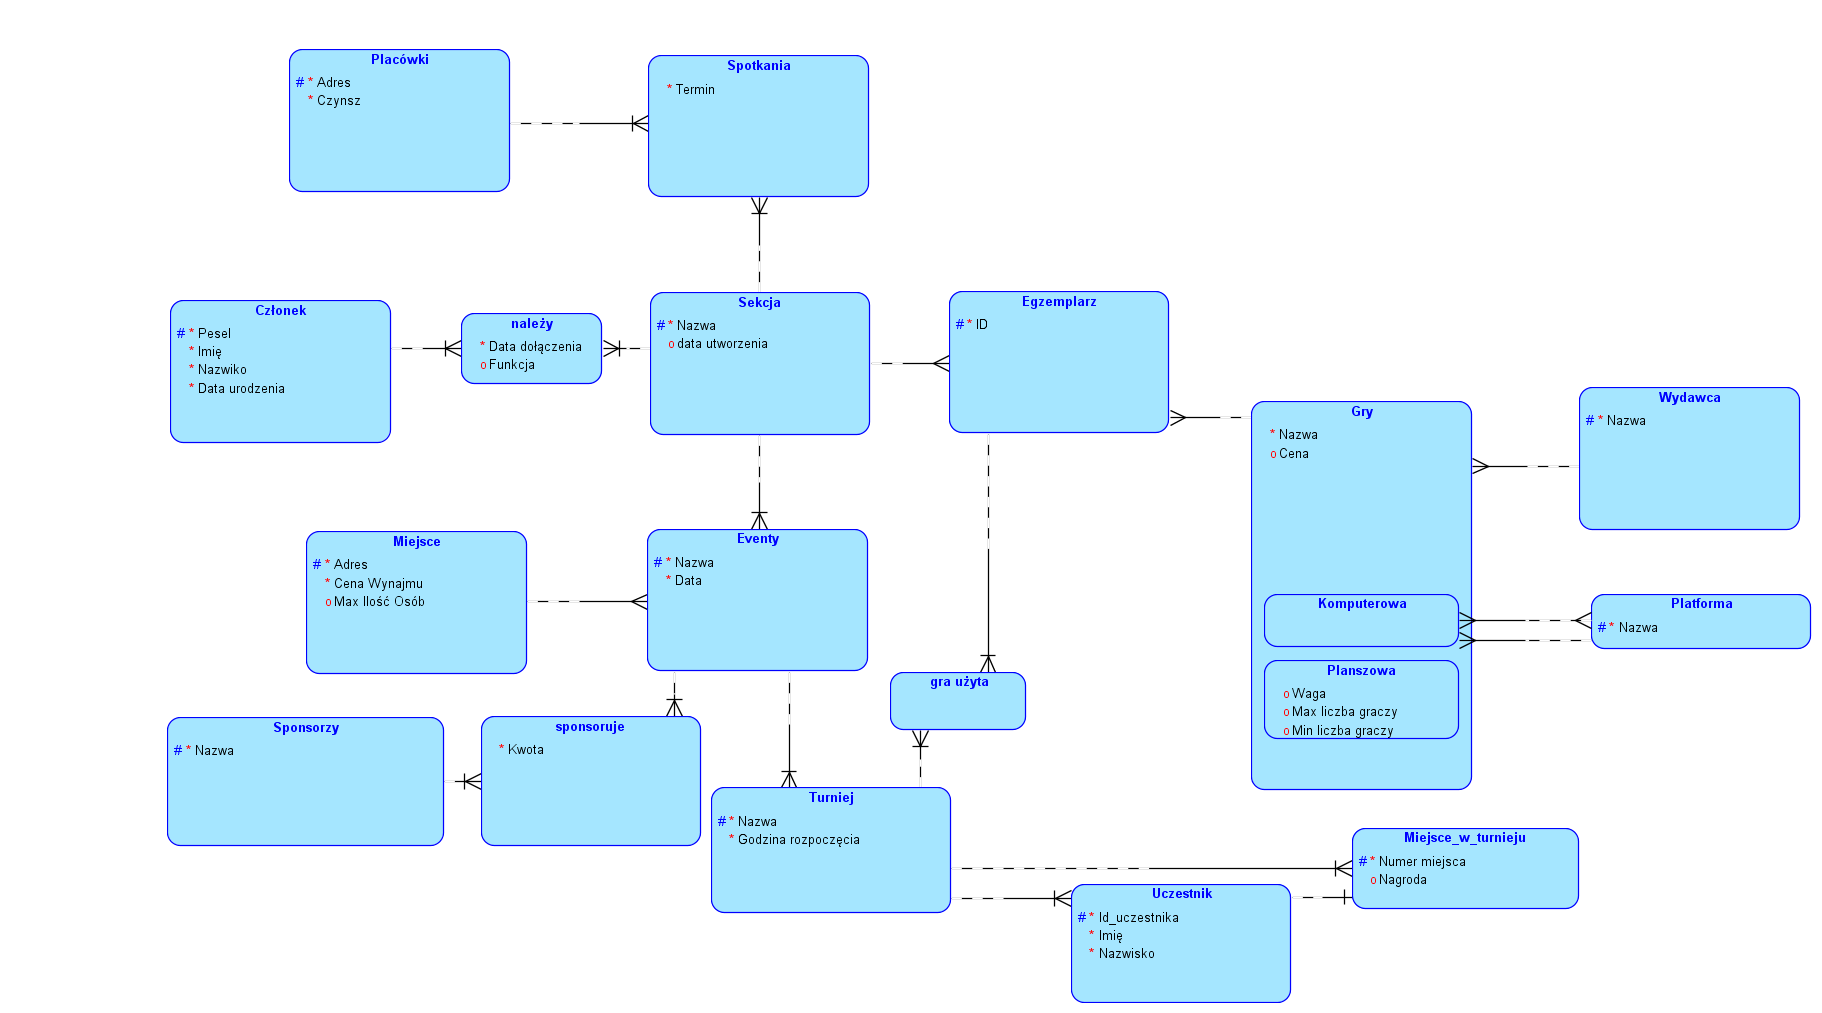 Placówki
# * Adres
* Czynsz
Spotkania
* Termin
Członek
# * Pesel
* Imię
* Nazwiko
* Data urodzenia
należy
* Data dołączenia
o Funkcja
Sekcja
# * Nazwa
o data utworzenia
Egzemplarz
# * ID
Gry
* Nazwa
o Cena
Wydawca
# * Nazwa
Komputerowa
Platforma
# * Nazwa
Planszowa
o Waga
o Max liczba graczy
o Min liczba graczy
Miejsce
# * Adres
* Cena Wynajmu
o Max Ilość Osób
Eventy
# * Nazwa
* Data
gra użyta
Sponsorzy
# * Nazwa
sponsoruje
* Kwota
Turniej
# * Nazwa
* Godzina rozpoczęcia
Miejsce_w_turnieju
# * Numer miejsca
o Nagroda
Uczestnik
# * Id_uczestnika
* Imię
* Nazwisko